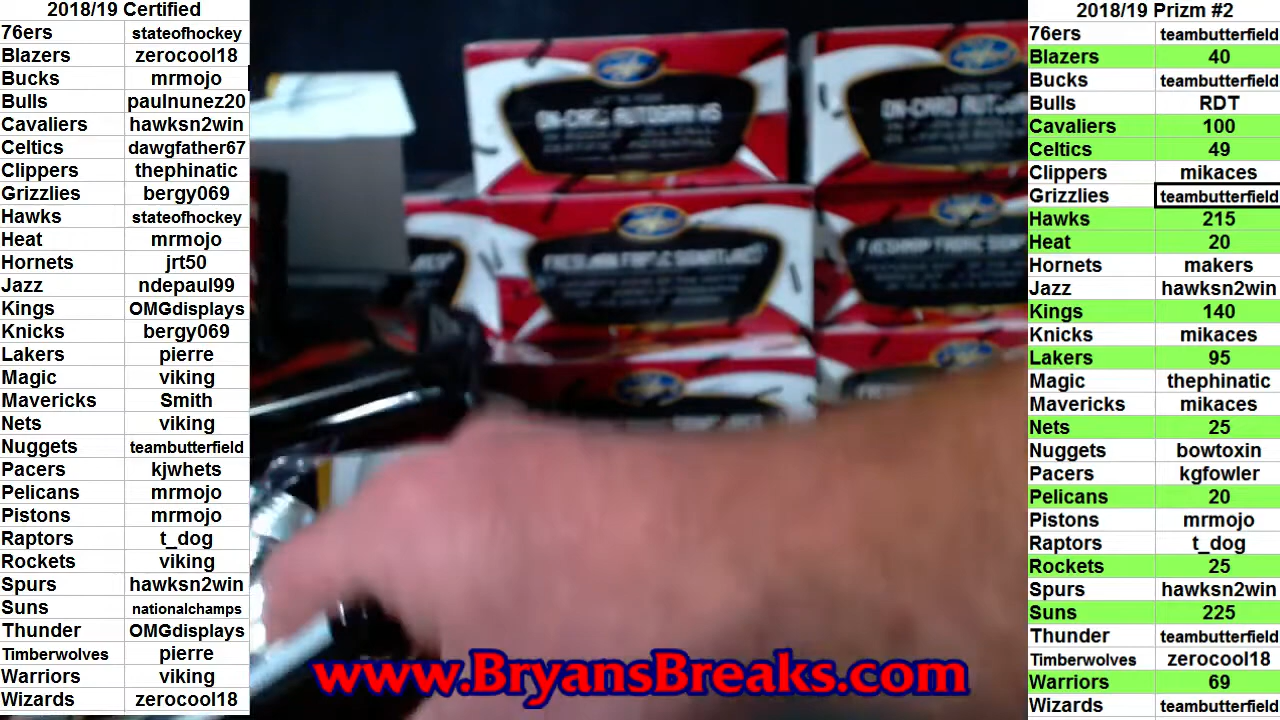 2018/19 Certified
76ers stateofhockey
Blazers zerocool18
Bucks mrmojo
Bulls paulnunez20
Cavaliers hawksn2win
Celtics dawgfather67
Clippers thephinatic
Grizzlies bergy069
Hawks stateofhockey
Heat mrmojo
Hornets jrt50
Jazz ndepaul99
Kings OMGdisplays
Knicks bergy069
Lakers pierre
Magic viking
Mavericks Smith
Nets viking
Nuggets teambutterfield
Pacers kjwhets
Pelicans mrmojo
Pistons mrmojo
Raptors t_dog
Rockets viking
Spurs hawksn2win
Suns nationalchamps
Thunder OMGdisplays
Timberwolves pierre
Warriors viking
Wizards zerocool18
ON-CARD AUTOGRAPHS
ON-CARD
www.BryansBreaks.com
2018/19 Prizm #2
76ers teambutterfield
Blazers 40
Bucks teambutterfield
Bulls RDT
Cavaliers 100
Celtics 49
Clippers mikaces
Grizzlies teambutterfield
Hawks 215
Heat 20
Hornets makers
Jazz hawksn2win
Kings 140
Knicks mikaces
Lakers 95
Magic thephinatic
Mavericks mikaces
Nets 25
Nuggets bowtoxin
Pacers kgfowler
Pelicans 20
Pistons mrmojo
Raptors t_dog
Rockets 25
Spurs hawksn2win
Suns 225
Thunder teambutterfield
Timberwolves zerocool18
Warriors 69
Wizards teambutterfield